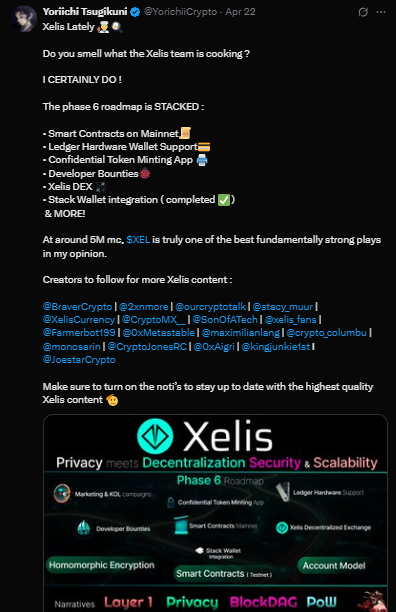 Yoriichi Tsugikuni @YorichiiCrypto · Apr 22
Xelis Lately 👨‍🍳🍳
Do you smell what the Xelis team is cooking ?
I CERTAINLY DO !
The phase 6 roadmap is STACKED :
• Smart Contracts on Mainnet📜
• Ledger Hardware Wallet Support💳
• Confidential Token Minting App 🖨️
• Developer Bounties🐞
• Xelis DEX
• Stack Wallet integration ( completed ✅ )
& MORE!
At around 5M mc, $XEL is truly one of the best fundamentally strong plays
in my opinion.
Creators to follow for more Xelis content :
@BraverCrypto | @2xnmore | @ourcryptotalk | @stacy_muur |
@XelisCurrency | @CryptoMX__ | @SonOfATech | @xelis_fans |
@Farmerbot199 | @0xMetastable | @maximilianlang | @crypto_columbu |
@monosarin | @CryptoJonesRC | @0xAigri | @kingjunkie1st |
@JoestarCrypto
Make sure to turn on the noti's to stay up to date with the highest quality
Xelis content 🫡
Xelis
Privacy meets Decentralization Security & Scalability
Phase 6 Roadmap
Marketing & KOL campaigns
Confidential Token Minting App
Ledger Hardware Support
Developer Bounties
Smart Contracts Mainnet
Xelis Decentralized Exchange
Stack Wallet
Integration
Homomorphic Encryption
Smart Contracts ( Testnet )
Account Model
Narratives Layer 1 Privacy BlockDAG PoW